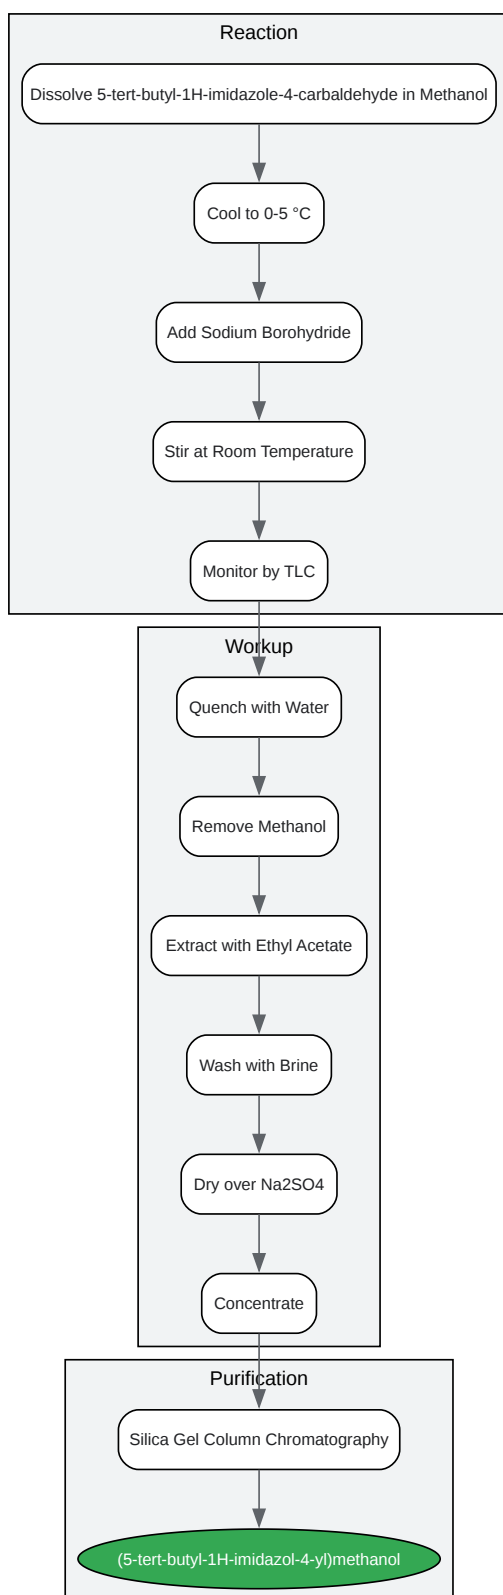 Reaction
Dissolve 5-tert-butyl-1H-imidazole-4-carbaldehyde in Methanol
Cool to 0-5 °C
Add Sodium Borohydride
Stir at Room Temperature
Monitor by TLC
Workup
Quench with Water
Remove Methanol
Extract with Ethyl Acetate
Wash with Brine
Dry over Na2SO4
Concentrate
Purification
Silica Gel Column Chromatography
(5-tert-butyl-1H-imidazol-4-yl)methanol